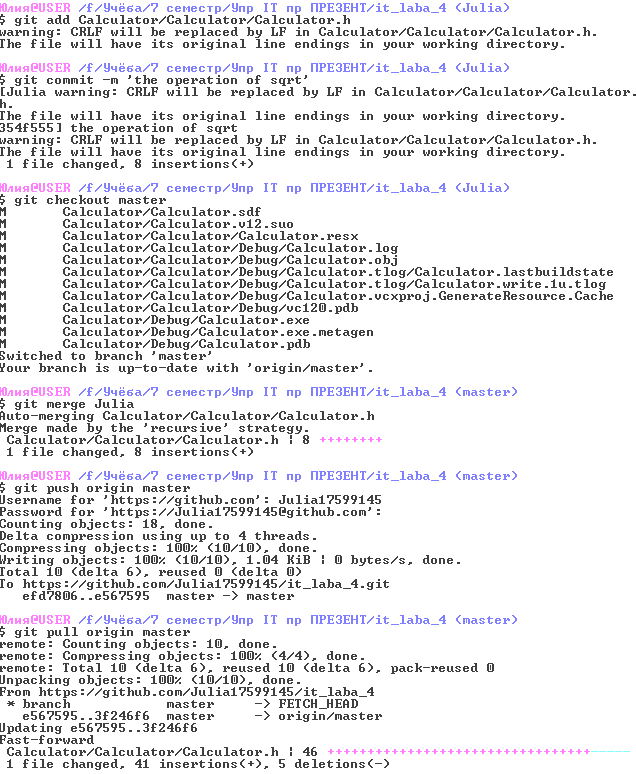 Юлия@USER /f/Учёба/7 семестр/Упр IT пр ПРЕЗЕНТ/it_laba_4 (Julia)
$ git add Calculator/Calculator/Calculator.h
warning: CRLF will be replaced by LF in Calculator/Calculator/Calculator.h.
The file will have its original line endings in your working directory.
Юлия@USER /f/Учёба/7 семестр/Упр IT пр ПРЕЗЕНТ/it_laba_4 (Julia)
$ git commit -m 'the operation of sqrt'
[Julia warning: CRLF will be replaced by LF in Calculator/Calculator/Calculator.
h.
The file will have its original line endings in your working directory.
354f555] the operation of sqrt
warning: CRLF will be replaced by LF in Calculator/Calculator/Calculator.h.
The file will have its original line endings in your working directory.
1 file changed, 8 insertions(+)
Юлия@USER /f/Учёба/7 семестр/Упр IT пр ПРЕЗЕНТ/it_laba_4 (Julia)
$ git checkout master
M Calculator/Calculator.sdf
M Calculator/Calculator.v12.suo
M Calculator/Calculator/Calculator.resx
M Calculator/Calculator/Debug/Calculator.log
M Calculator/Calculator/Debug/Calculator.obj
M Calculator/Calculator/Debug/Calculator.tlog/Calculator.lastbuildstate
M Calculator/Calculator/Debug/Calculator.tlog/Calculator.write.1u.tlog
M Calculator/Calculator/Debug/Calculator.vcxproj.GenerateResource.Cache
M Calculator/Calculator/Debug/vc120.pdb
M Calculator/Debug/Calculator.exe
M Calculator/Debug/Calculator.exe.metagen
M Calculator/Debug/Calculator.pdb
Switched to branch 'master'
Your branch is up-to-date with 'origin/master'.
Юлия@USER /f/Учёба/7 семестр/Упр IT пр ПРЕЗЕНТ/it_laba_4 (master)
$ git merge Julia
Auto-merging Calculator/Calculator/Calculator.h
Merge made by the 'recursive' strategy.
Calculator/Calculator/Calculator.h | 8 ++++++++
1 file changed, 8 insertions(+)
Юлия@USER /f/Учёба/7 семестр/Упр IT пр ПРЕЗЕНТ/it_laba_4 (master)
$ git push origin master
Username for 'https://github.com': Julia17599145
Password for 'https://Julia17599145@github.com':
Counting objects: 18, done.
Delta compression using up to 4 threads.
Compressing objects: 100% (10/10), done.
Writing objects: 100% (10/10), 1.04 KiB | 0 bytes/s, done.
Total 10 (delta 6), reused 0 (delta 0)
To https://github.com/Julia17599145/it_laba_4.git
efd7806..e567595 master -> master
Юлия@USER /f/Учёба/7 семестр/Упр IT пр ПРЕЗЕНТ/it_laba_4 (master)
$ git pull origin master
remote: Counting objects: 10, done.
remote: Compressing objects: 100% (4/4), done.
remote: Total 10 (delta 6), reused 10 (delta 6), pack-reused 0
Unpacking objects: 100% (10/10), done.
From https://github.com/Julia17599145/it_laba_4
* branch master -> FETCH_HEAD
e567595..3f246f6 master -> origin/master
Updating e567595..3f246f6
Fast-forward
Calculator/Calculator/Calculator.h | 46 +++++++++++++++++++++++++++++++++-----
1 file changed, 41 insertions(+), 5 deletions(-)